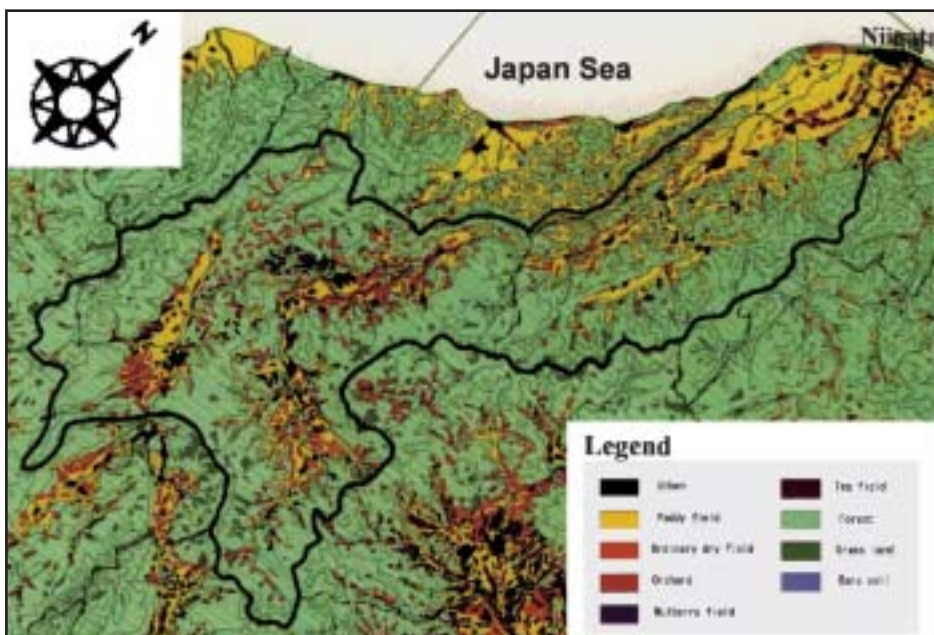 N
Niigata
Japan Sea
Legend
Urban
Tea field
Paddy field
Forest
Ordinary dry field
Grass land
Orchard
Bare soil
Mulberry field